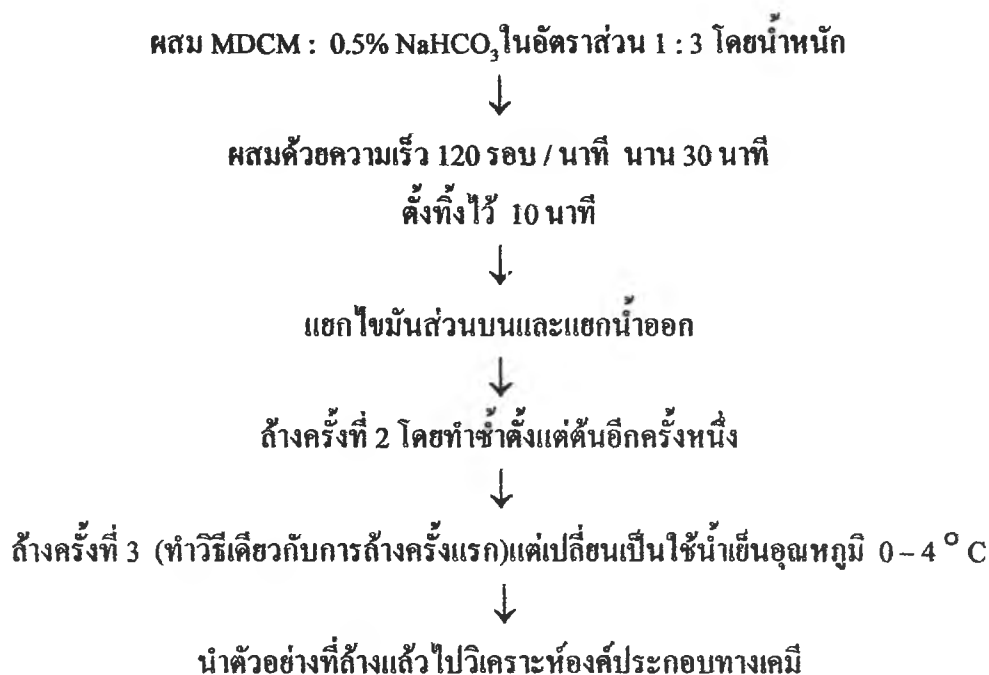 ผสม MDCM : 0.5% NaHCO₃ในอัตราส่วน 1 : 3 โดยน้ำหนัก
↓
ผสมด้วยความเร็ว 120 รอบ / นาที นาน 30 นาที
ตั้งทิ้งไว้ 10 นาที
↓
แยกไขมันส่วนบนและแยกน้ำออก
↓
ล้างครั้งที่ 2 โดยทำซ้ำตั้งแต่ต้นอีกครั้งหนึ่ง
↓
ล้างครั้งที่ 3 (ทำวิธีเดียวกับการล้างครั้งแรก)แต่เปลี่ยนเป็นใช้น้ำเย็นอุณหภูมิ 0 – 4 ° C
↓
นำตัวอย่างที่ล้างแล้วไปวิเคราะห์องค์ประกอบทางเคมี